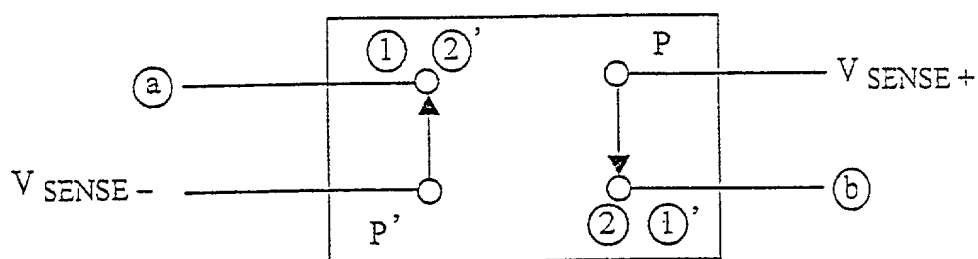 ① ②’ P
ⓐ V SENSE +
V SENSE − ⓑ
P’ ② ①’